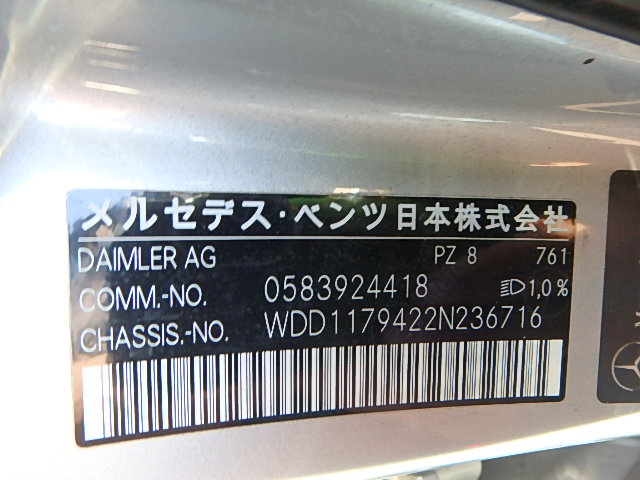 メルセデス・ベンツ日本株式会社
DAIMLER AG PZ 8 761
COMM.-NO. 0583924418 1,0%
CHASSIS.-NO. WDD1179422N236716